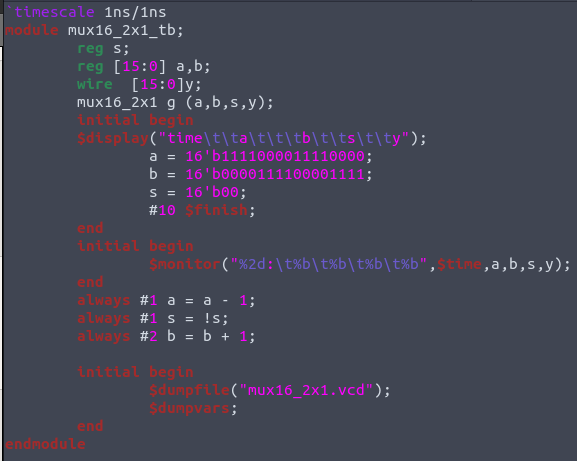 `timescale 1ns/1ns
module mux16_2x1_tb;
reg s;
reg [15:0] a,b;
wire  [15:0]y;
mux16_2x1 g (a,b,s,y);
initial begin
$display("time\t\ta\t\t\tb\t\ts\t\ty");
a = 16'b1111000011110000;
b = 16'b0000111100001111;
s = 16'b00;
#10 $finish;
end
initial begin
$monitor("%2d:\t%b\t%b\t%b\t%b",$time,a,b,s,y);
end
always #1 a = a - 1;
always #1 s = !s;
always #2 b = b + 1;
initial begin
$dumpfile("mux16_2x1.vcd");
$dumpvars;
end
endmodule